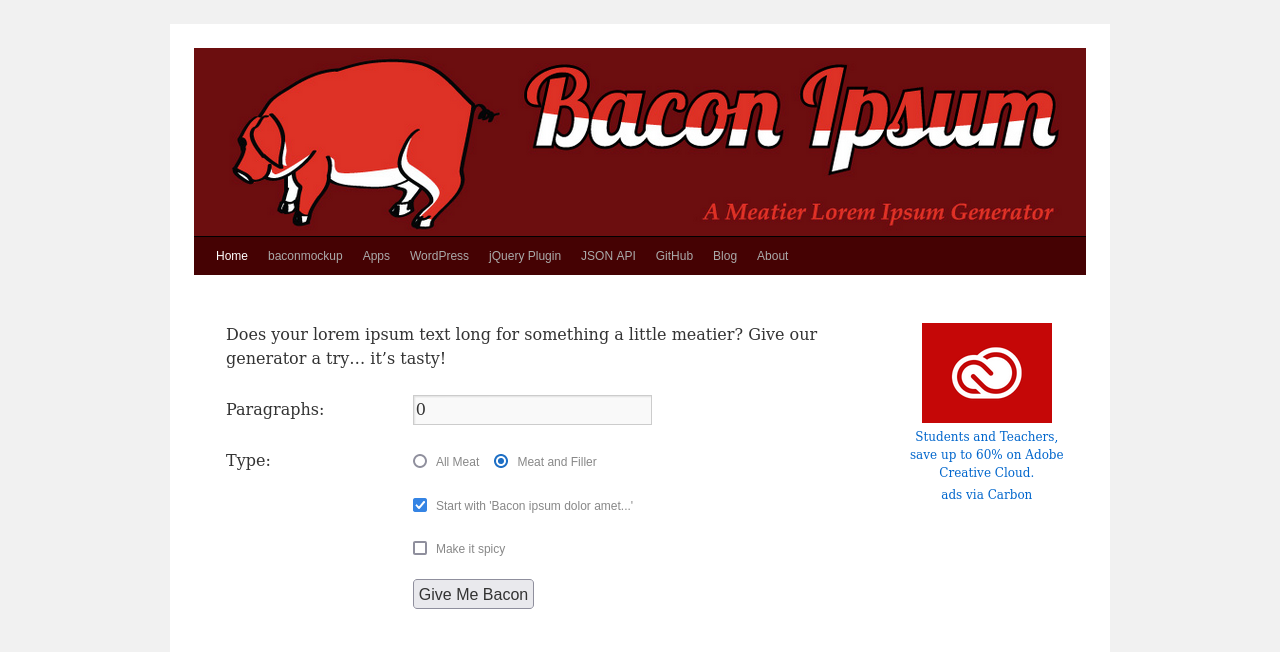 Bacon Ipsum
A Meatier Lorem Ipsum Generator
Home baconmockup Apps WordPress jQuery Plugin JSON API GitHub Blog About
Does your lorem ipsum text long for something a little meatier? Give our
generator a try… it’s tasty!
Paragraphs: 0
Type: All Meat Meat and Filler
Start with 'Bacon ipsum dolor amet...'
Make it spicy
Give Me Bacon
Students and Teachers,
save up to 60% on Adobe
Creative Cloud.
ads via Carbon